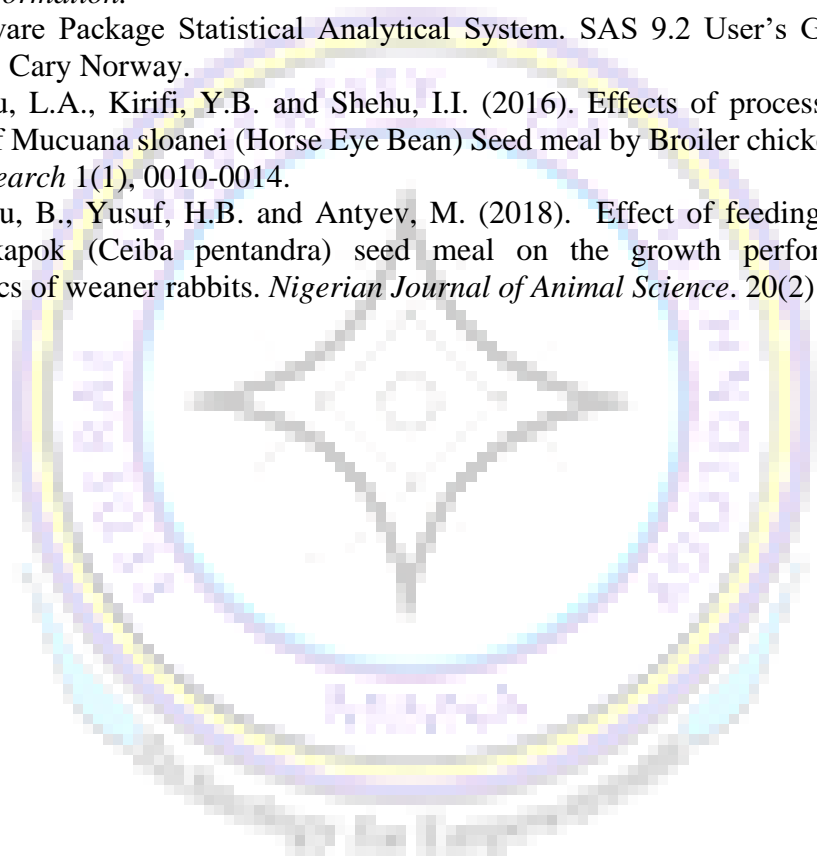 ormation.
ware Package Statistical Analytical System. SAS 9.2 User’s G
Cary Norway.
u, L.A., Kirifi, Y.B. and Shehu, I.I. (2016). Effects of process
f Mucuana sloanei (Horse Eye Bean) Seed meal by Broiler chicke
earch 1(1), 0010-0014.
u, B., Yusuf, H.B. and Antyev, M. (2018). Effect of feeding
kapok (Ceiba pentandra) seed meal on the growth perfor
cs of weaner rabbits. Nigerian Journal of Animal Science. 20(2)
MINNA